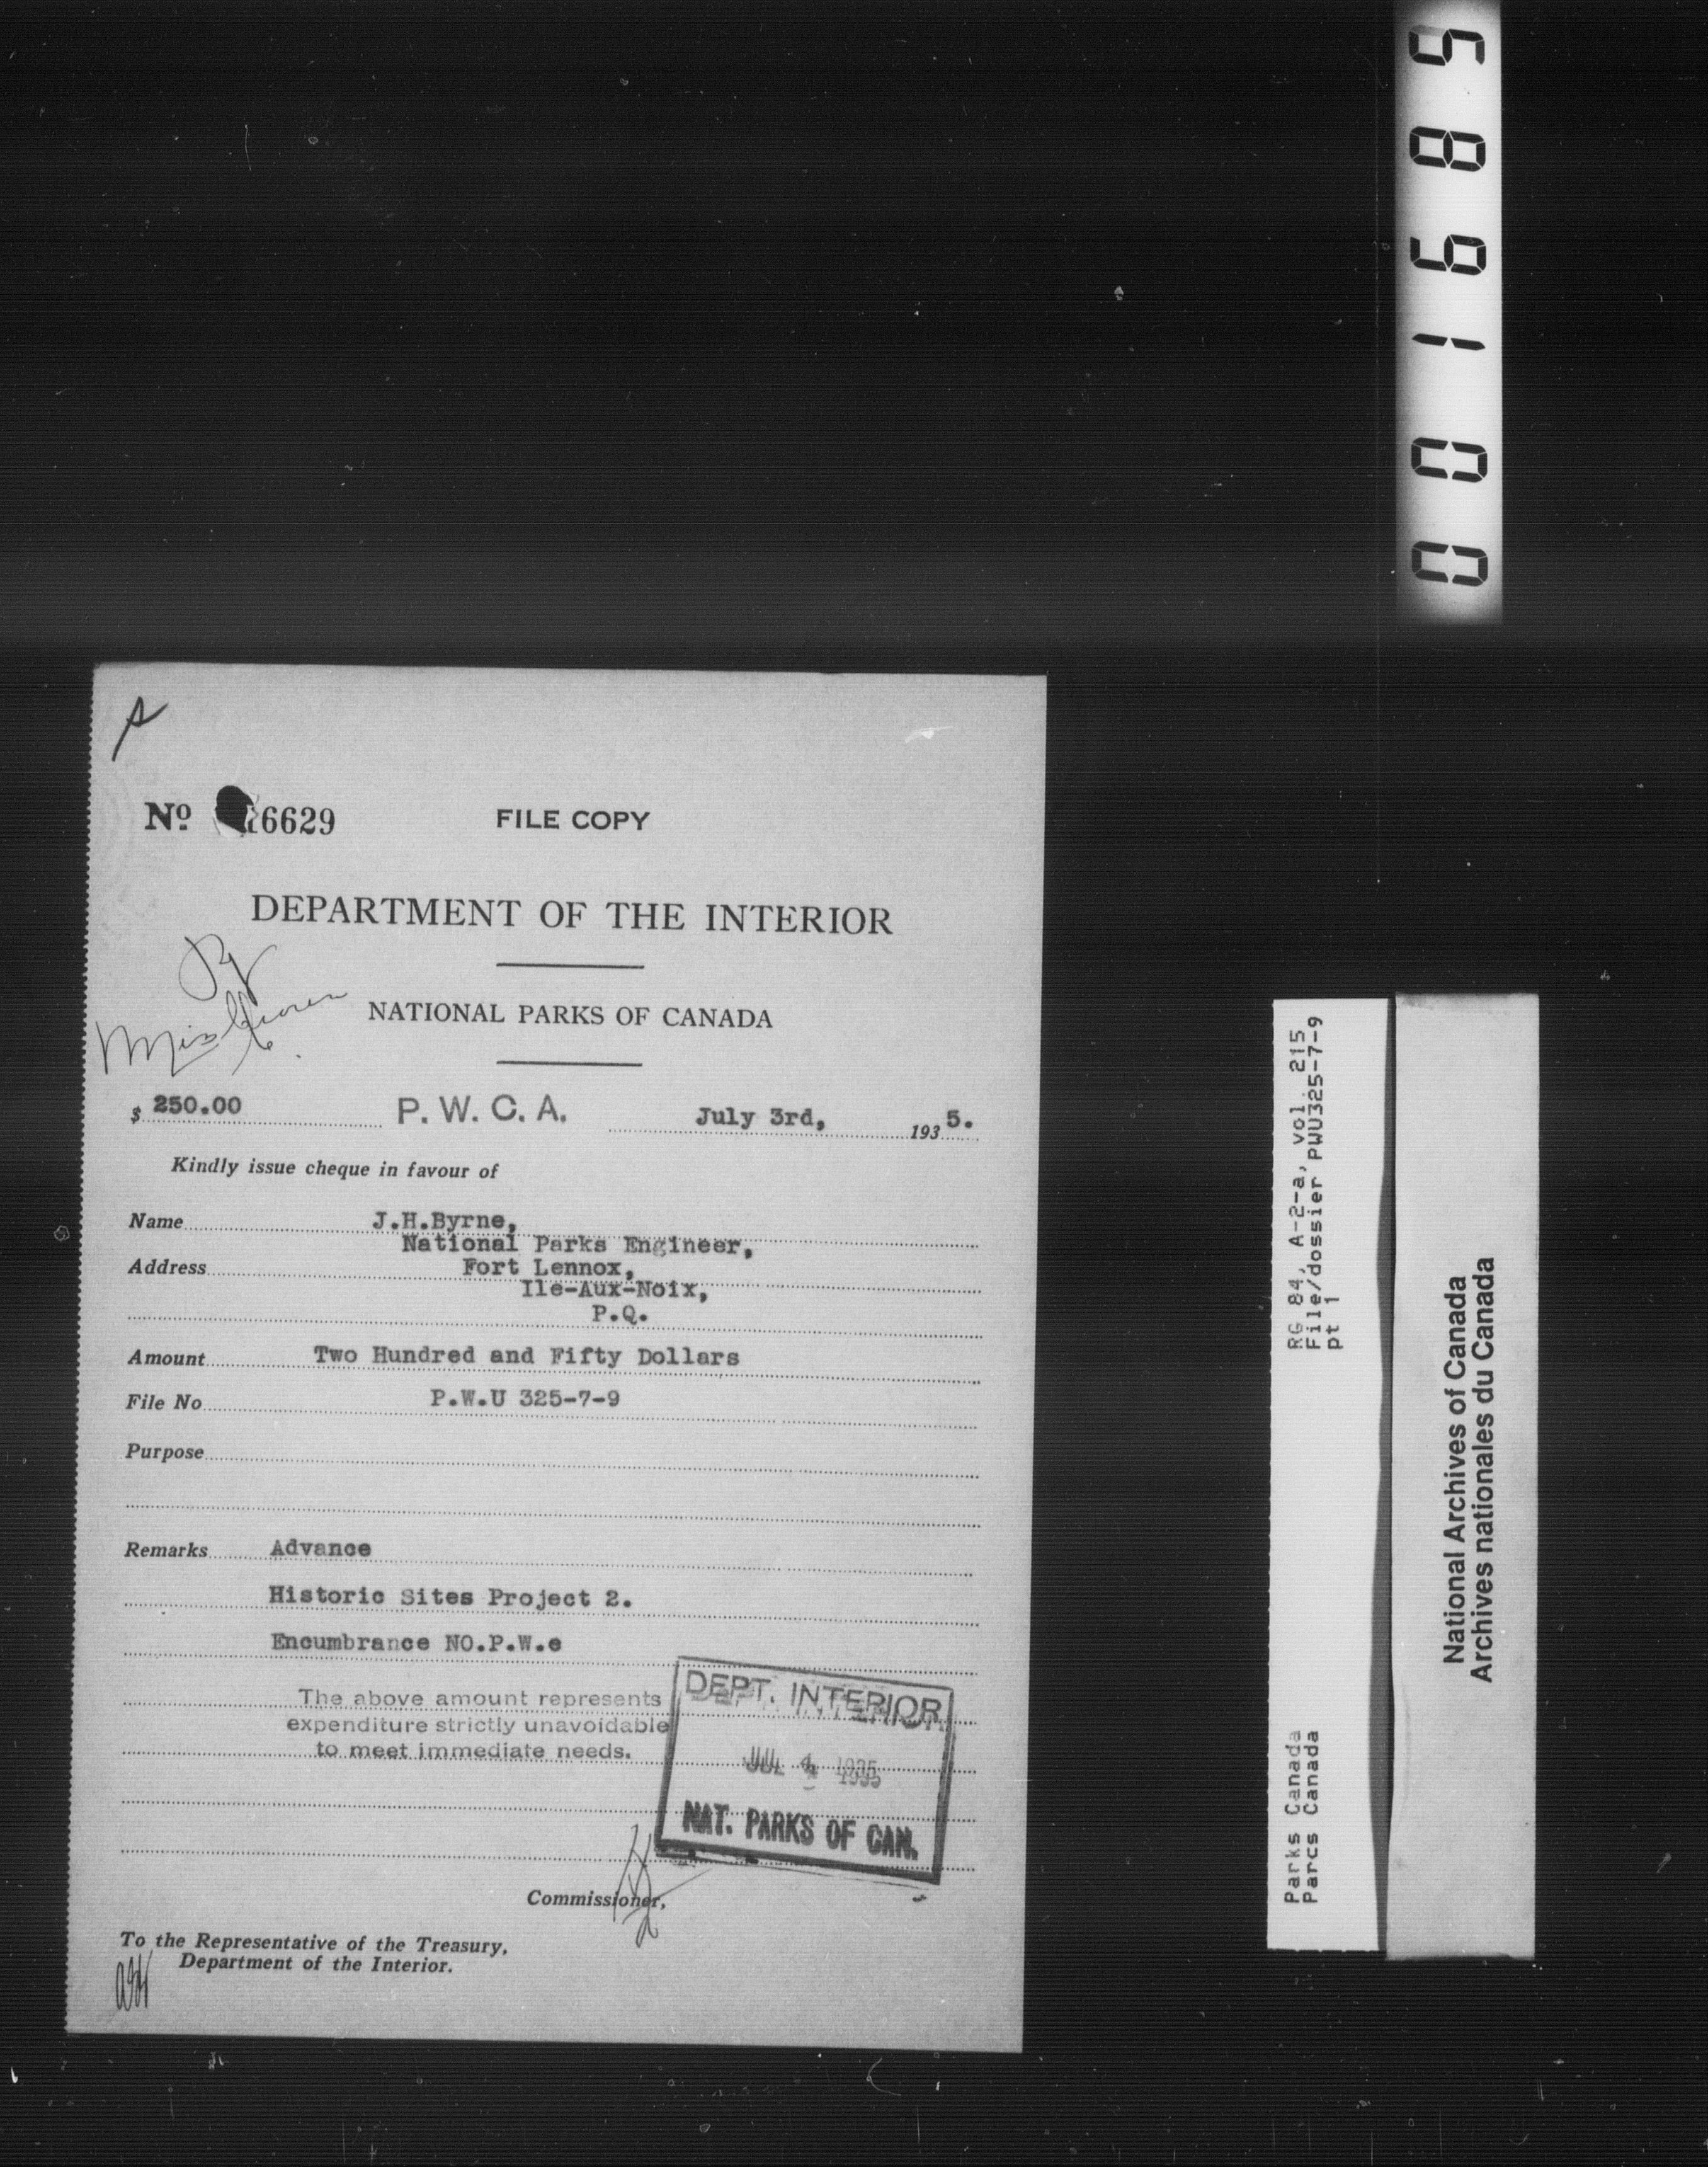 No 6629
FILE COPY
DEPARTMENT OF THE INTERIOR
NATIONAL PARKS OF CANADA
Miss
$ 250.00 P. W. C. A. July 3rd, 193 5.
Kindly issue cheque in favour of
Name J.H.Byrne,
National Parks Engineer,
Address Fort Lennox,
Ile-Aux-Noix,
P.Q.
Amount Two Hundred and Fifty Dollars
File No P.W.U 325-7-9
Purpose
Remarks Advance
Historic Sites Project 2.
Encumbrance NO.P.W.e
The above amount represents
expenditure strictly unavoidable
to meet immediate needs.
DEPT. INTERIOR
JUL 4 1935
NAT. PARKS OF CAN.
Commissioner,
To the Representative of the Treasury,
Department of the Interior.
001689
RG 84, A-2-a, vol. 215
File/dossier PWU325-7-9
pt 1
Parks Canada
Parcs Canada
National Archives of Canada
Archives nationales du Canada